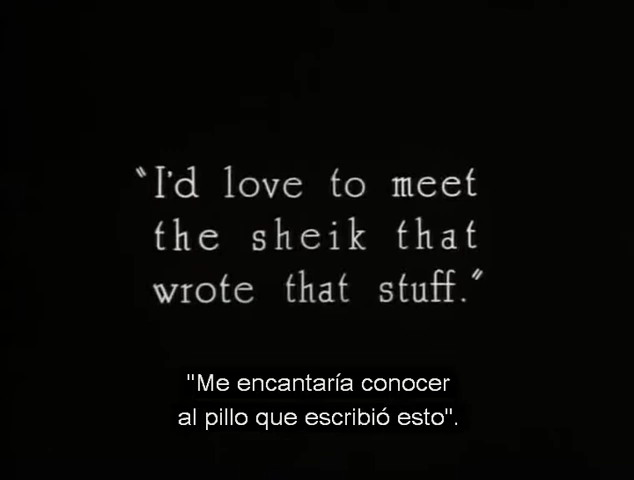 "I'd love to meet
the sheik that
wrote that stuff."
"Me encantaría conocer
al pillo que escribió esto".